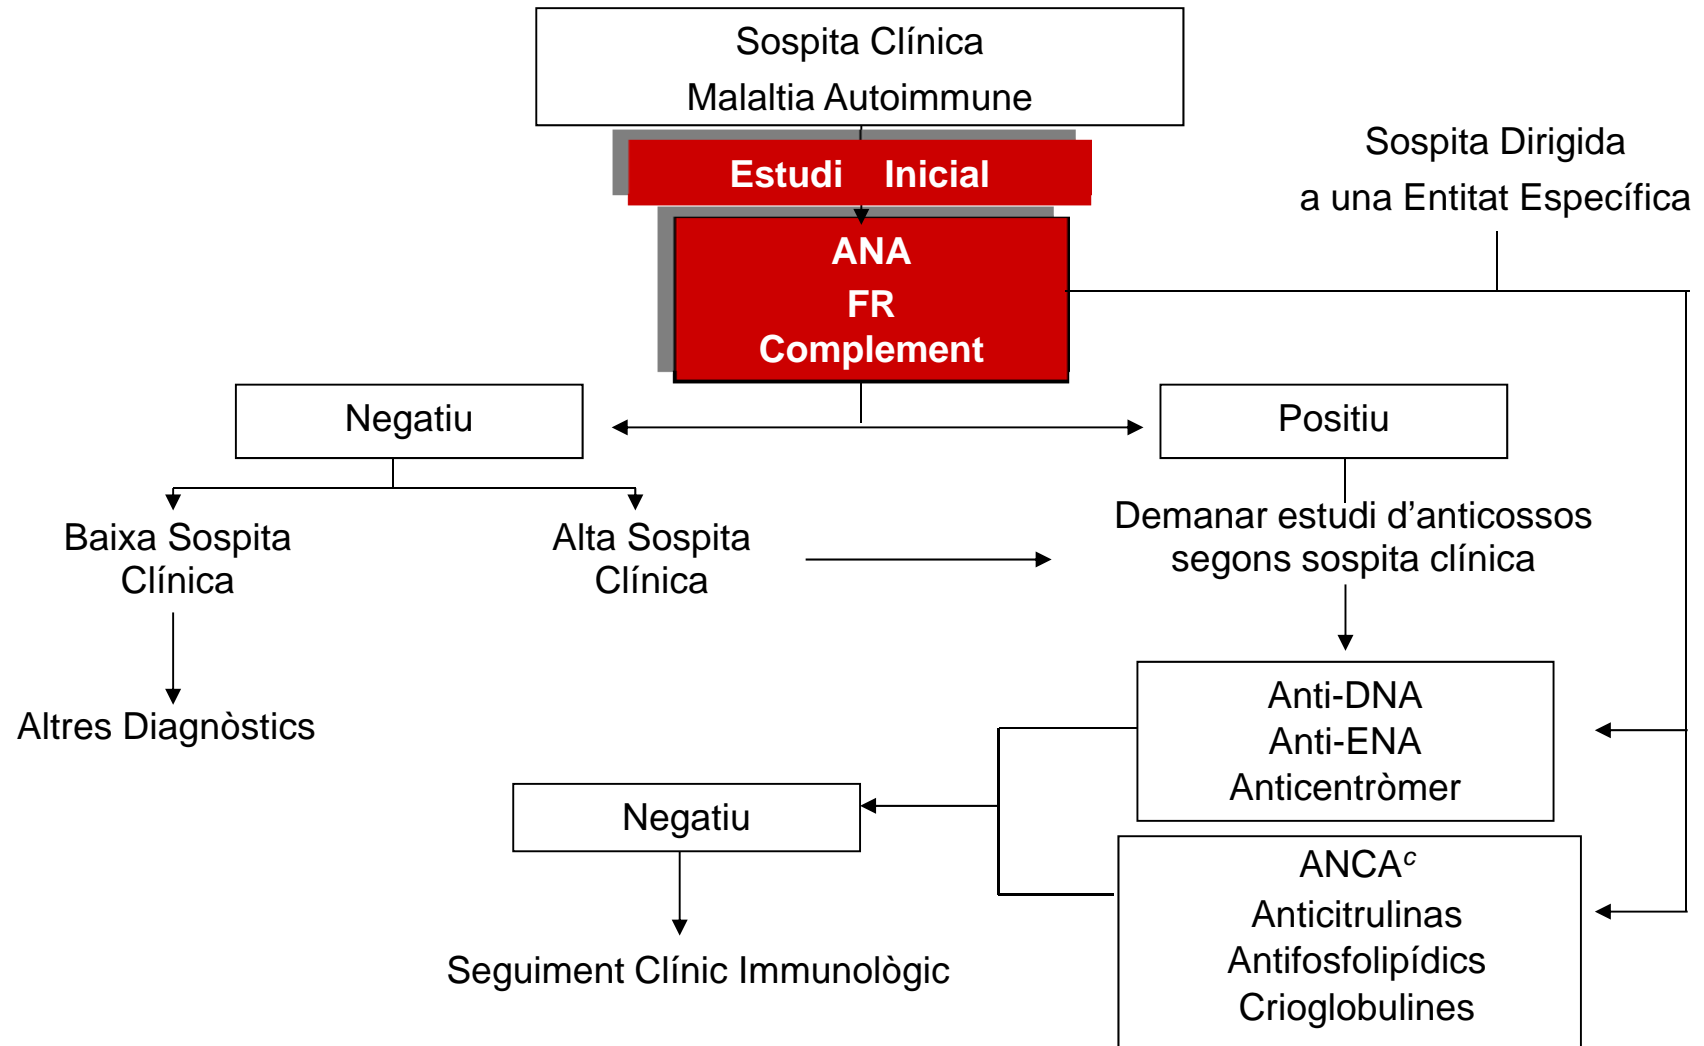 Sospita Clínica
Malaltia Autoimmune
Sospita Dirigida
a una Entitat Específica
Estudi Inicial
ANA
FR
Complement
Negatiu
Positiu
Baixa Sospita
Clínica
Alta Sospita
Clínica
Demanar estudi d’anticossos
segons sospita clínica
Altres Diagnòstics
Anti-DNA
Anti-ENA
Anticentròmer
Negatiu
ANCAᶜ
Anticitrulinas
Antifosfolipídics
Crioglobulines
Seguiment Clínic Immunològic